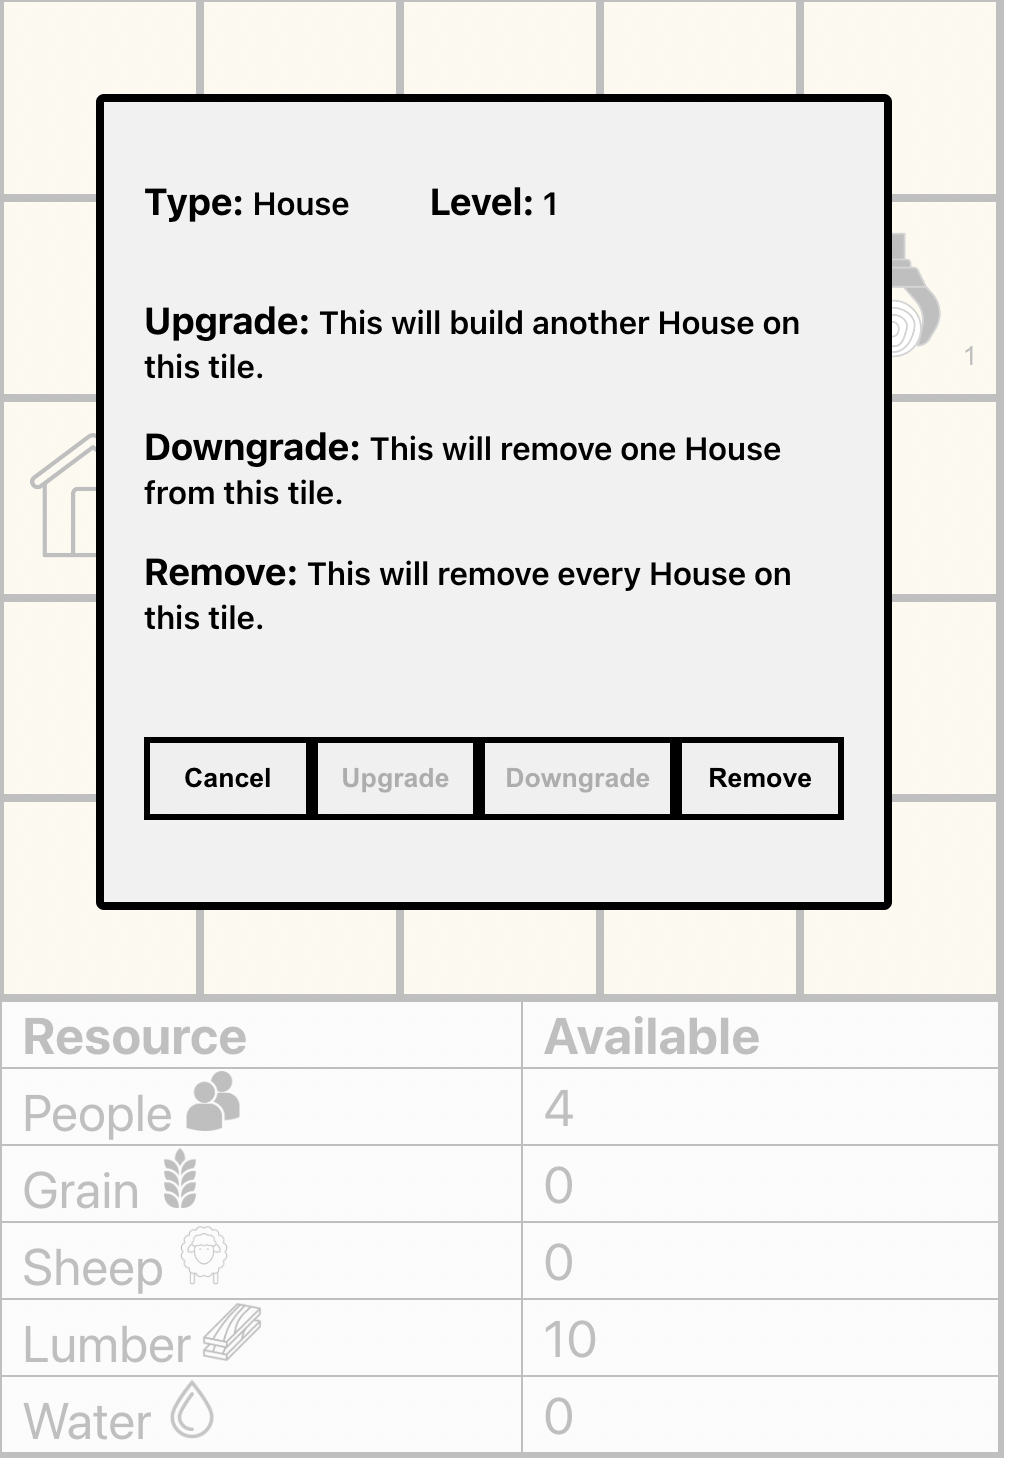 Type: House Level: 1
1
Upgrade: This will build another House on
this tile.
Downgrade: This will remove one House
from this tile.
Remove: This will remove every House on
this tile.
Cancel Upgrade Downgrade Remove
Resource Available
People 4
Grain 0
Sheep 0
Lumber 10
Water 0